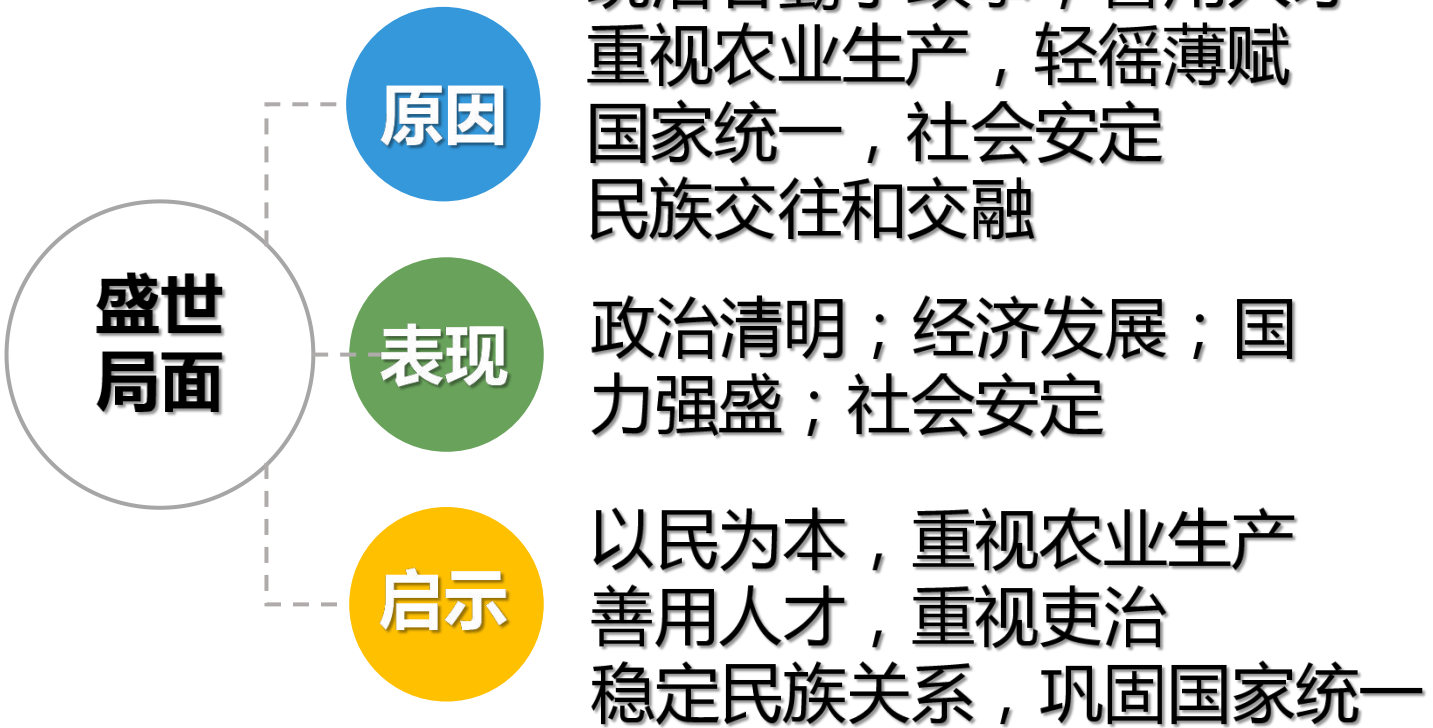 盛世
局面
原因
重视农业生产，轻徭薄赋
国家统一，社会安定
民族交往和交融
表现
政治清明；经济发展；国
力强盛；社会安定
启示
以民为本，重视农业生产
善用人才，重视吏治
稳定民族关系，巩固国家统一